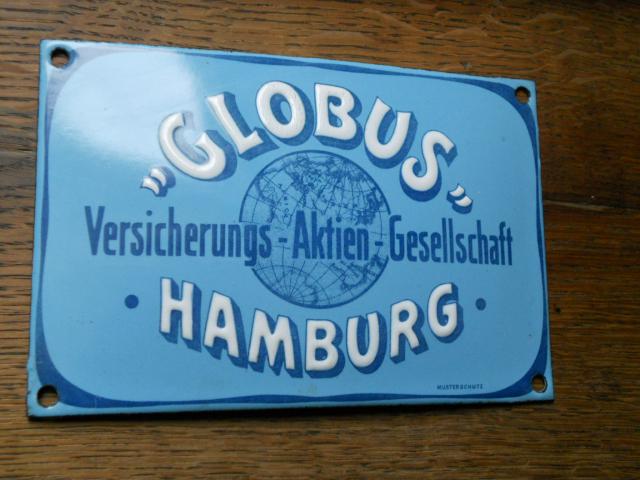 „GLOBUS”
Versicherungs-Aktien-Gesellschaft
• HAMBURG •
MUSTERSCHUTZ